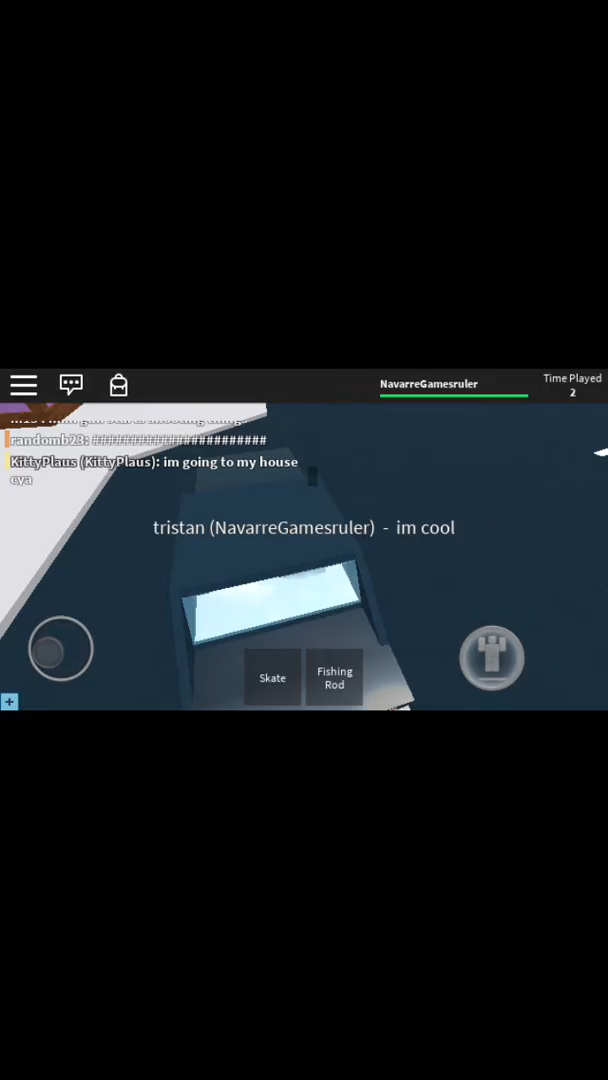 NavarreGamesruler
Time Played
2
randomb23: ########################
KittyPlaus (KittyPlaus): im going to my house
cya
tristan (NavarreGamesruler) - im cool
Skate
Fishing
Rod
+